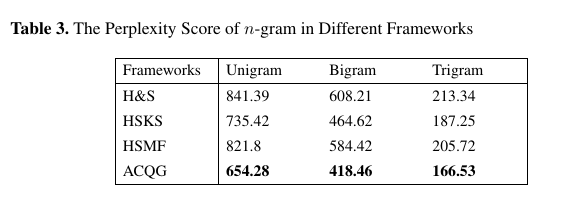 Table 3. The Perplexity Score of n-gram in Different Frameworks
Frameworks Unigram Bigram Trigram
H&S 841.39 608.21 213.34
HSKS 735.42 464.62 187.25
HSMF 821.8 584.42 205.72
ACQG 654.28 418.46 166.53